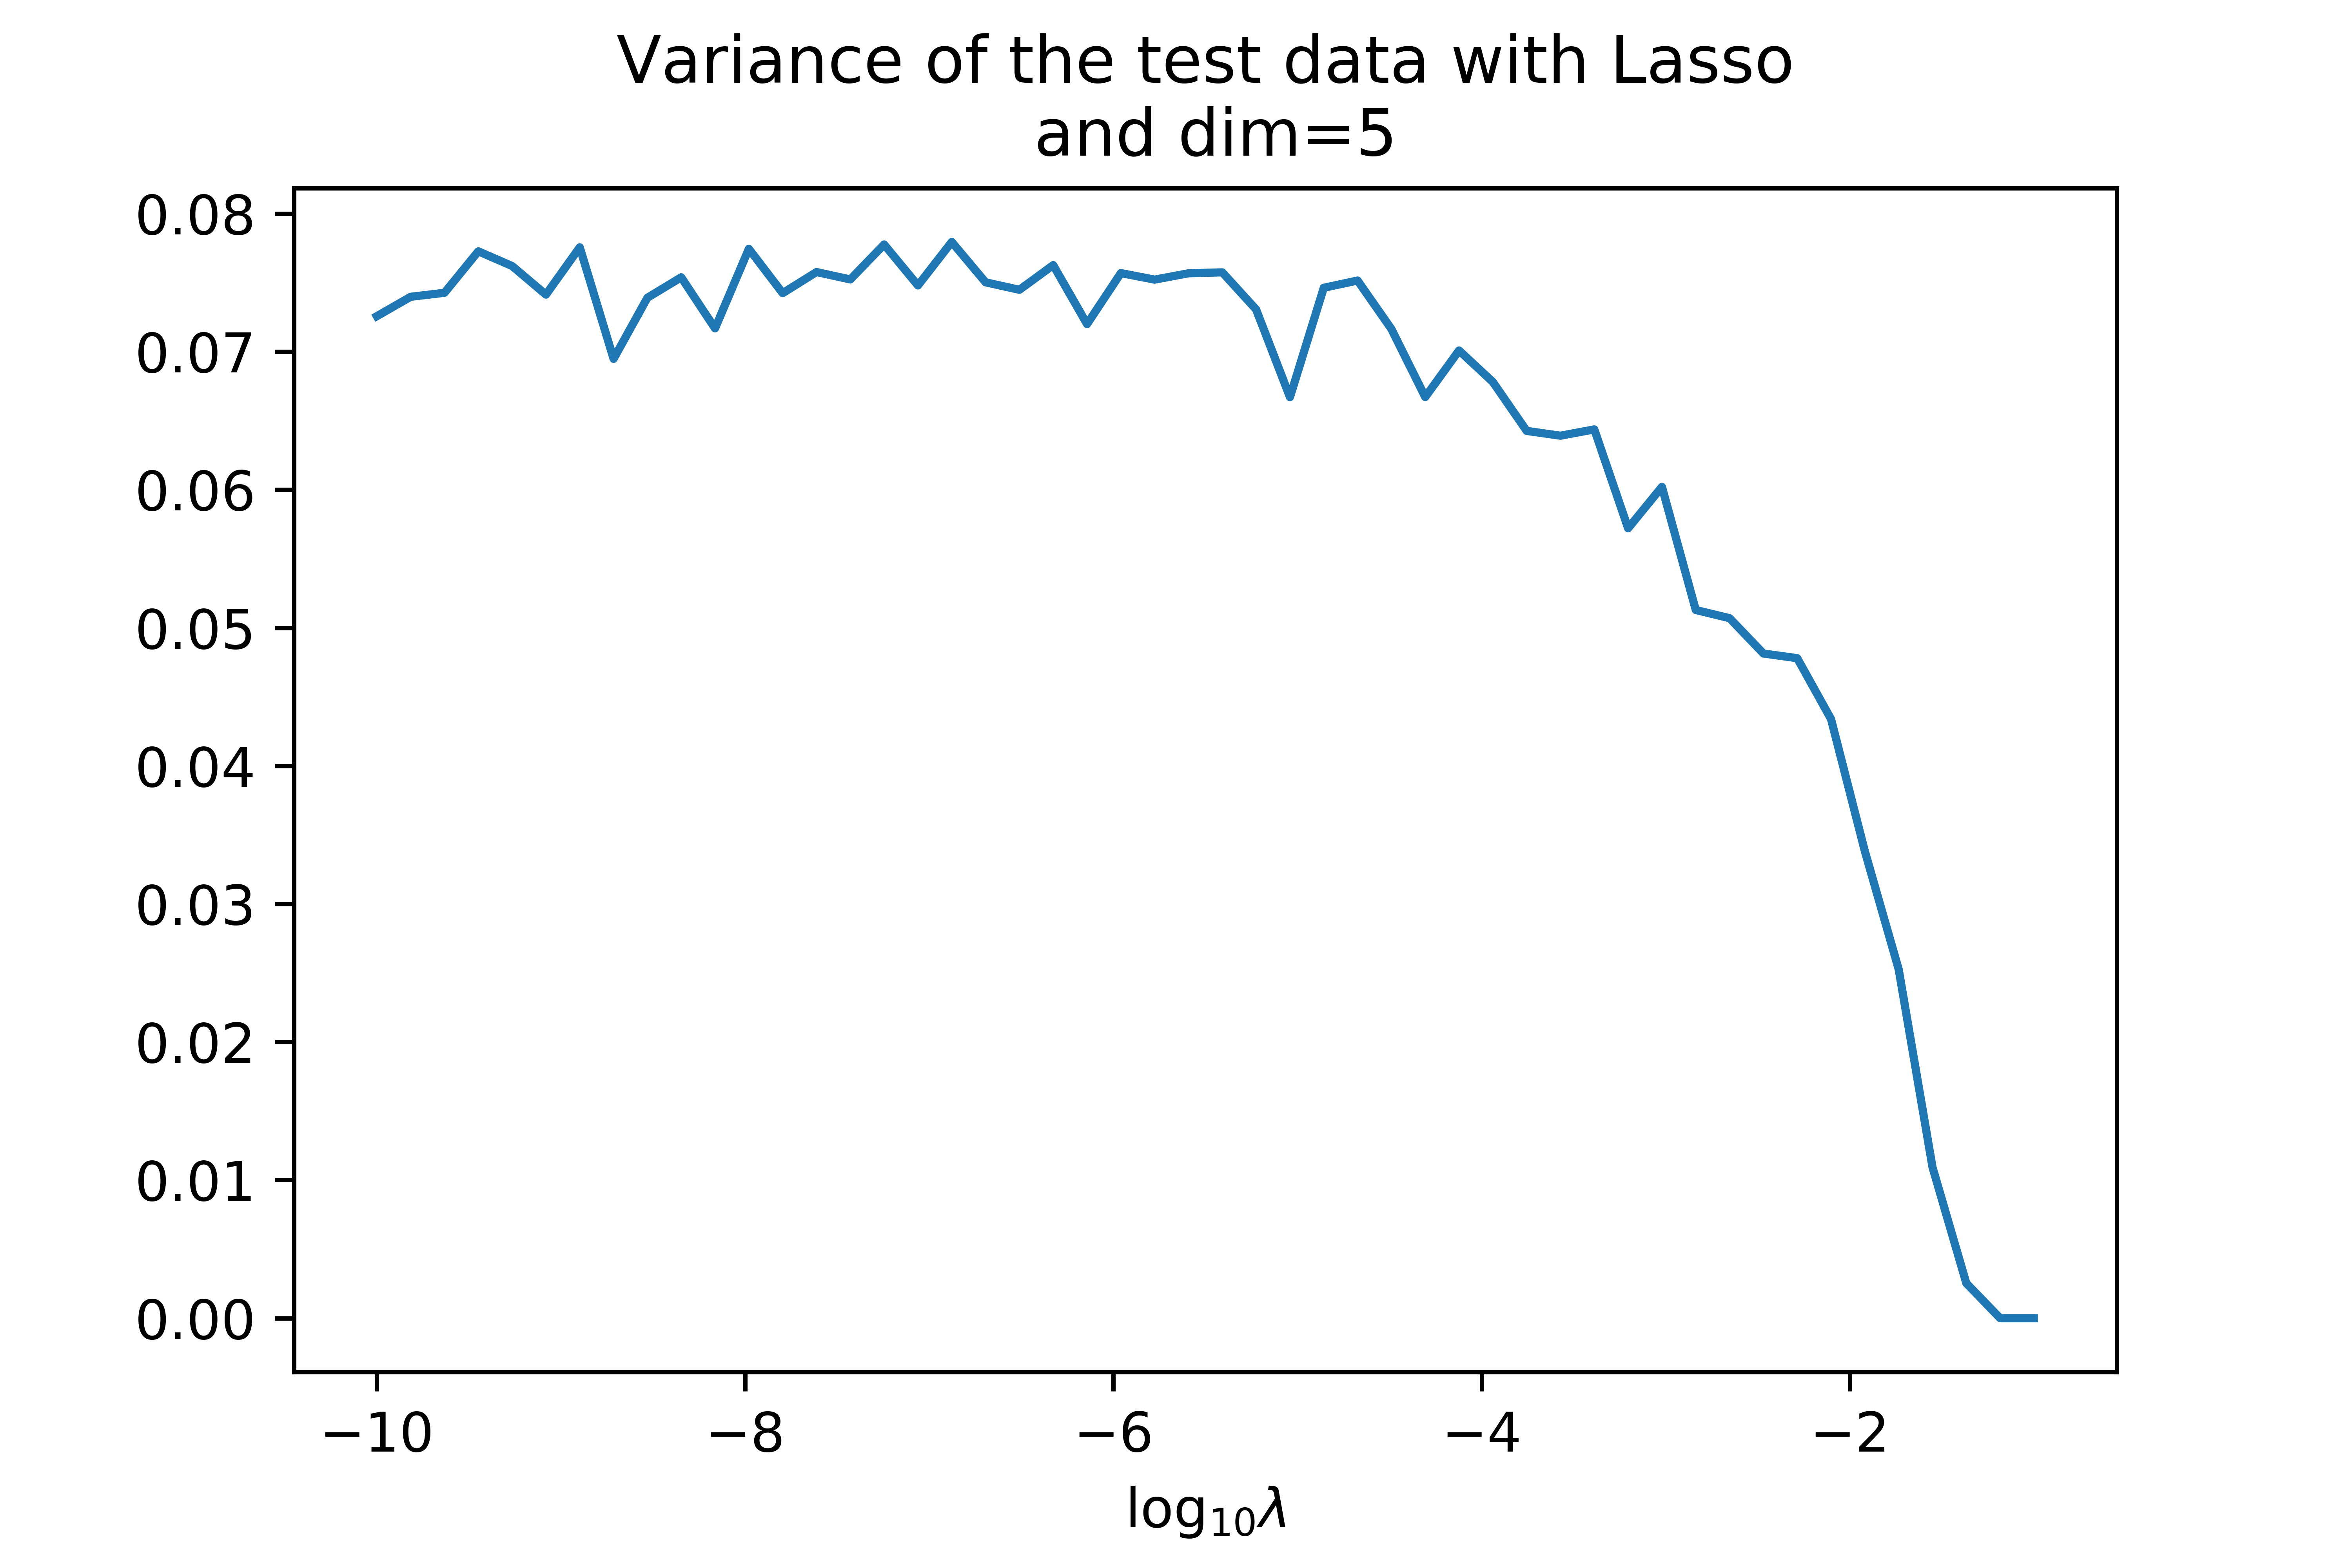 Variance of the test data with Lasso
and dim=5
0.08
0.07
0.06
0.05
0.04
0.03
0.02
0.01
0.00
−10 −8 −6 −4 −2
log₁₀λ